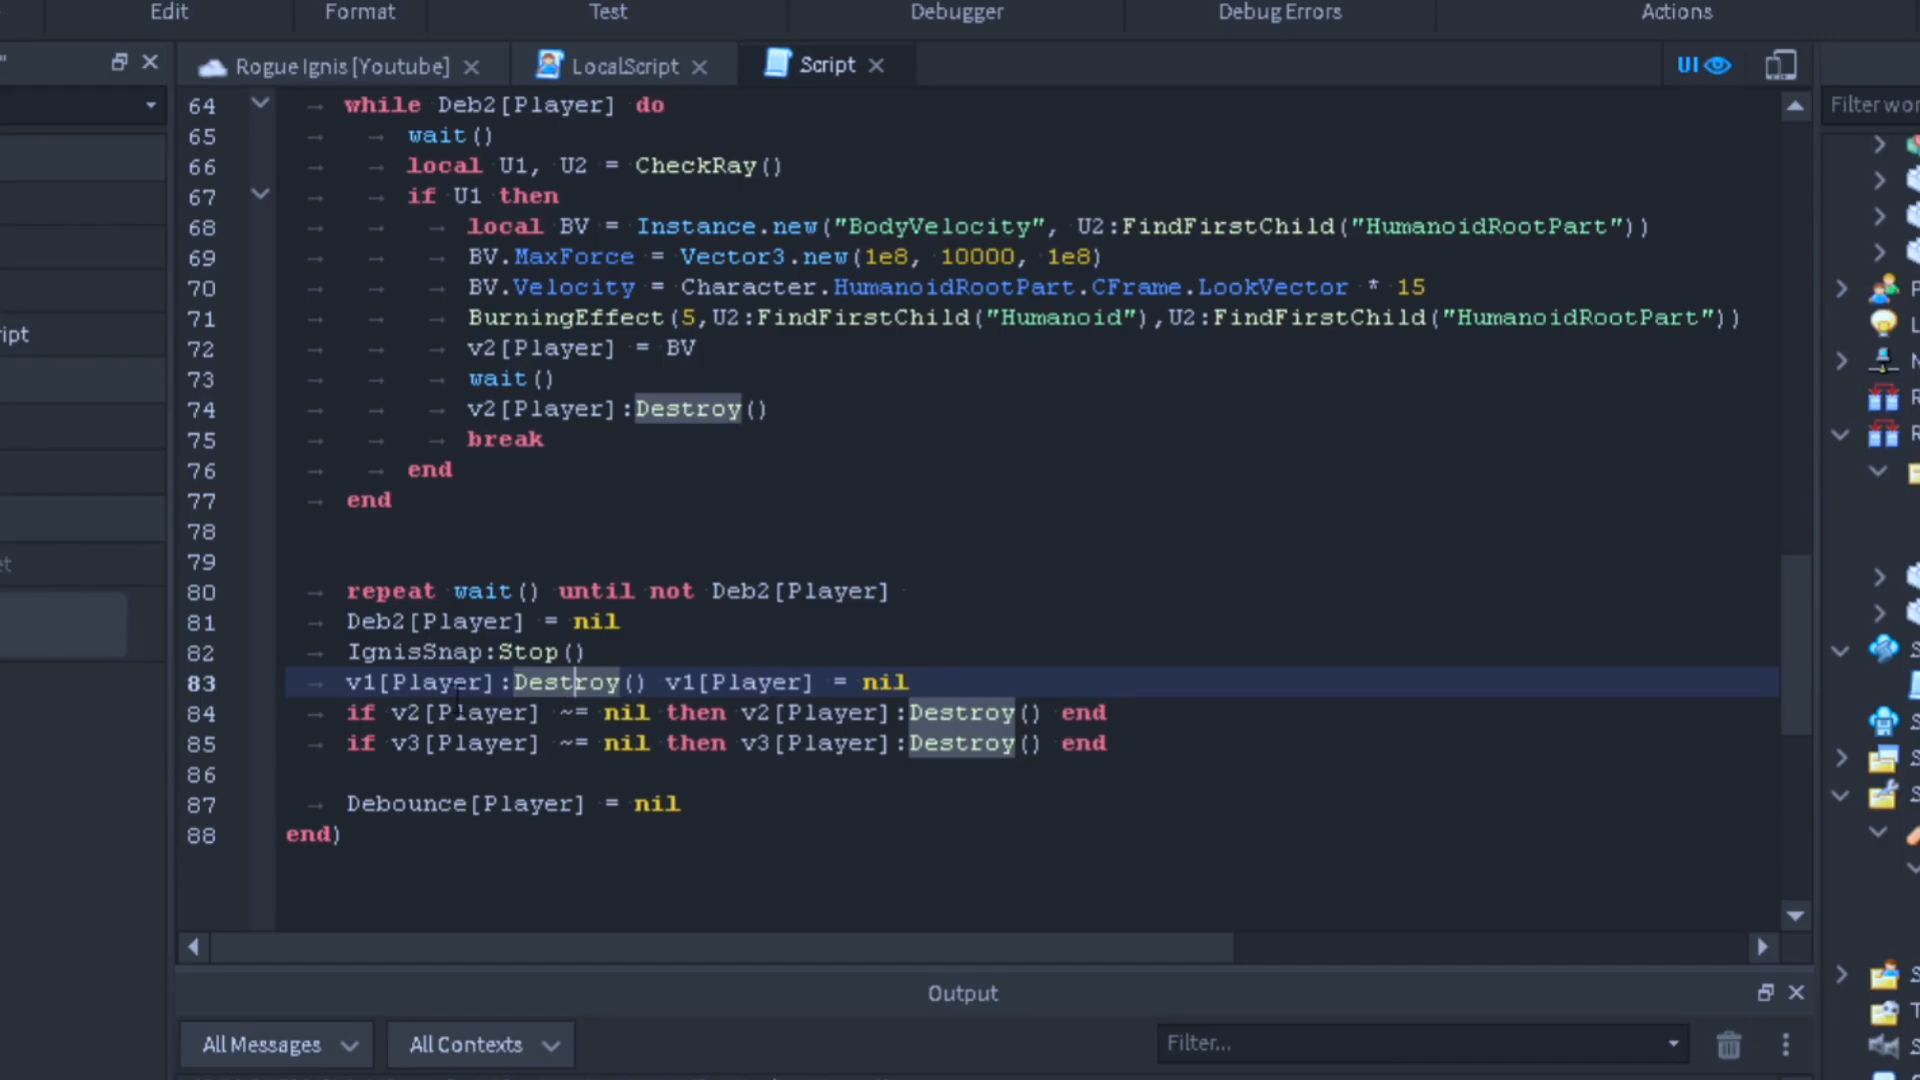 Edit Format Test Debugger Debug Errors Actions
" Rogue Ignis [Youtube] LocalScript Script UI
64 while Deb2[Player] do
65 wait()
66 local U1, U2 = CheckRay()
67 if U1 then
68 local BV = Instance.new("BodyVelocity", U2:FindFirstChild("HumanoidRootPart"))
69 BV.MaxForce = Vector3.new(1e8, 10000, 1e8)
70 BV.Velocity = Character.HumanoidRootPart.CFrame.LookVector * 15
71 BurningEffect(5,U2:FindFirstChild("Humanoid"),U2:FindFirstChild("HumanoidRootPart"))
72 v2[Player] = BV
73 wait()
74 v2[Player]:Destroy()
75 break
76 end
77 end
78
79
80 repeat wait() until not Deb2[Player]
81 Deb2[Player] = nil
82 IgnisSnap:Stop()
83 v1[Player]:Destroy() v1[Player] = nil
84 if v2[Player] ~= nil then v2[Player]:Destroy() end
85 if v3[Player] ~= nil then v3[Player]:Destroy() end
86
87 Debounce[Player] = nil
88 end)
ipt
et
Filter wor
P
L
N
R
R
S
S
S
S
S
T
S
Output
All Messages All Contexts Filter...